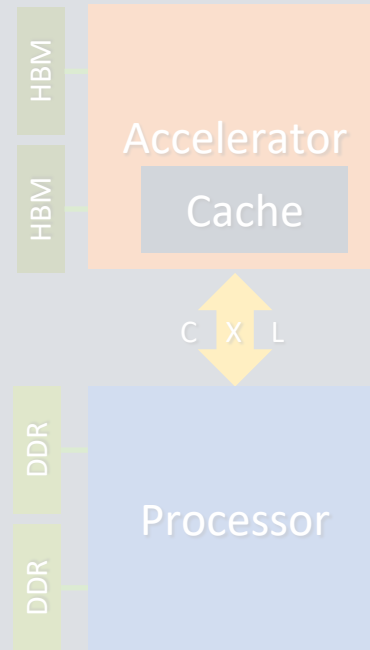 HBM
Accelerator
HBM
Cache
C X L
DDR
Processor
DDR